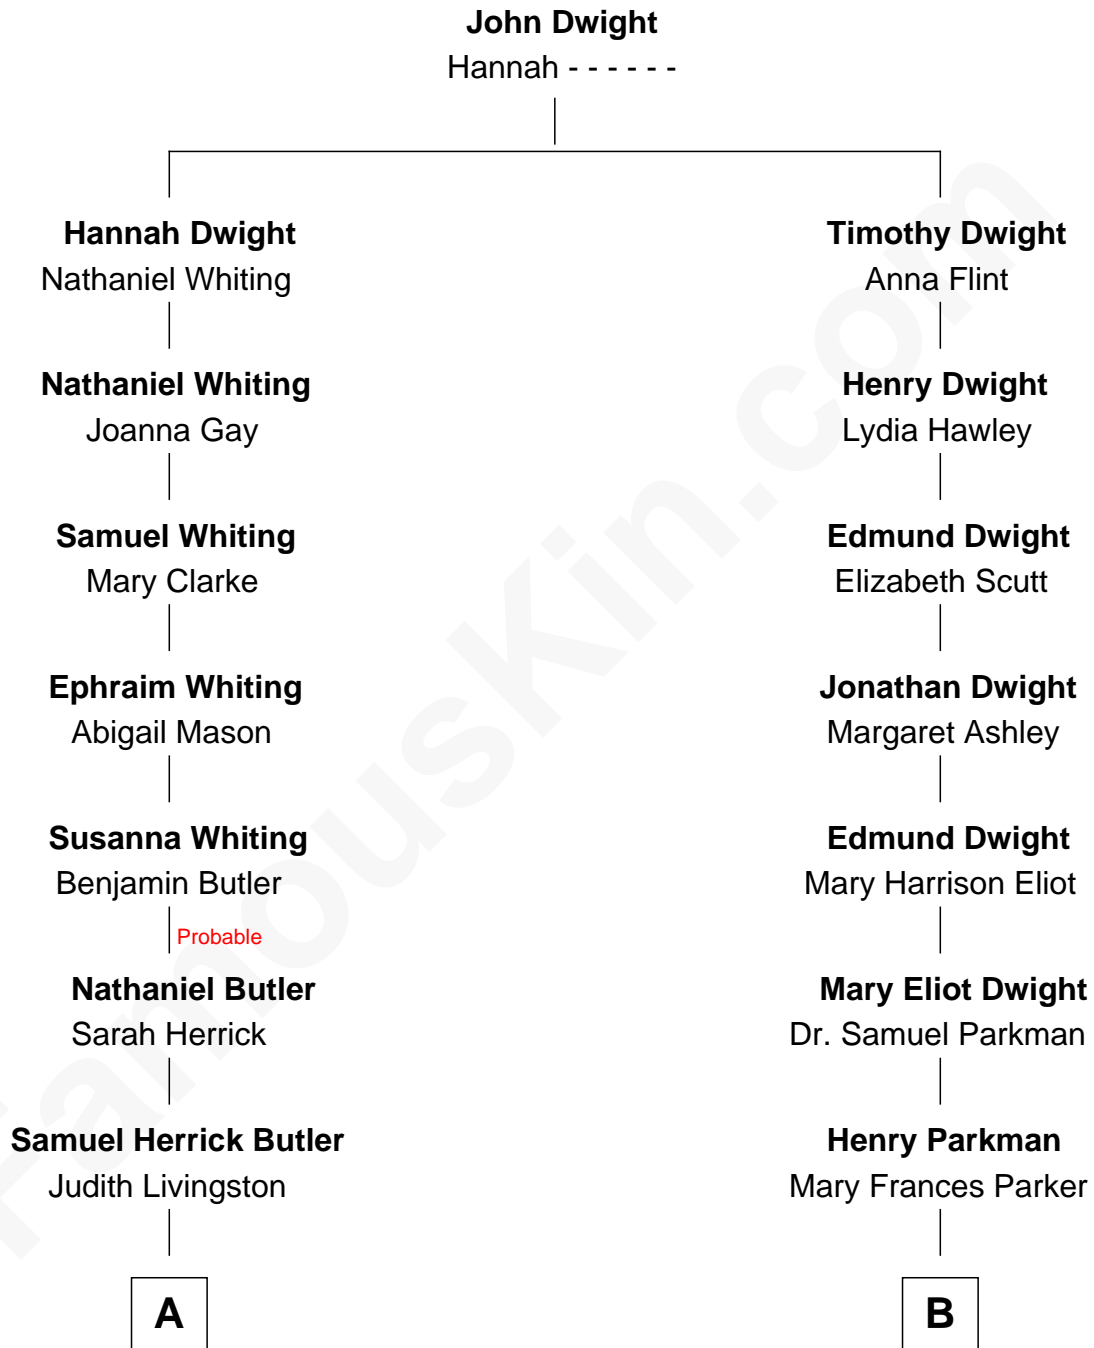 John Dwight
Hannah - - - - - -
Hannah Dwight
Nathaniel Whiting
Timothy Dwight
Anna Flint
Nathaniel Whiting
Joanna Gay
Henry Dwight
Lydia Hawley
Samuel Whiting
Mary Clarke
Edmund Dwight
Elizabeth Scutt
Ephraim Whiting
Abigail Mason
Jonathan Dwight
Margaret Ashley
Susanna Whiting
Benjamin Butler
Edmund Dwight
Mary Harrison Eliot
Probable
Nathaniel Butler
Sarah Herrick
Mary Eliot Dwight
Dr. Samuel Parkman
Samuel Herrick Butler
Judith Livingston
Henry Parkman
Mary Frances Parker
A
B
FamousKin.com